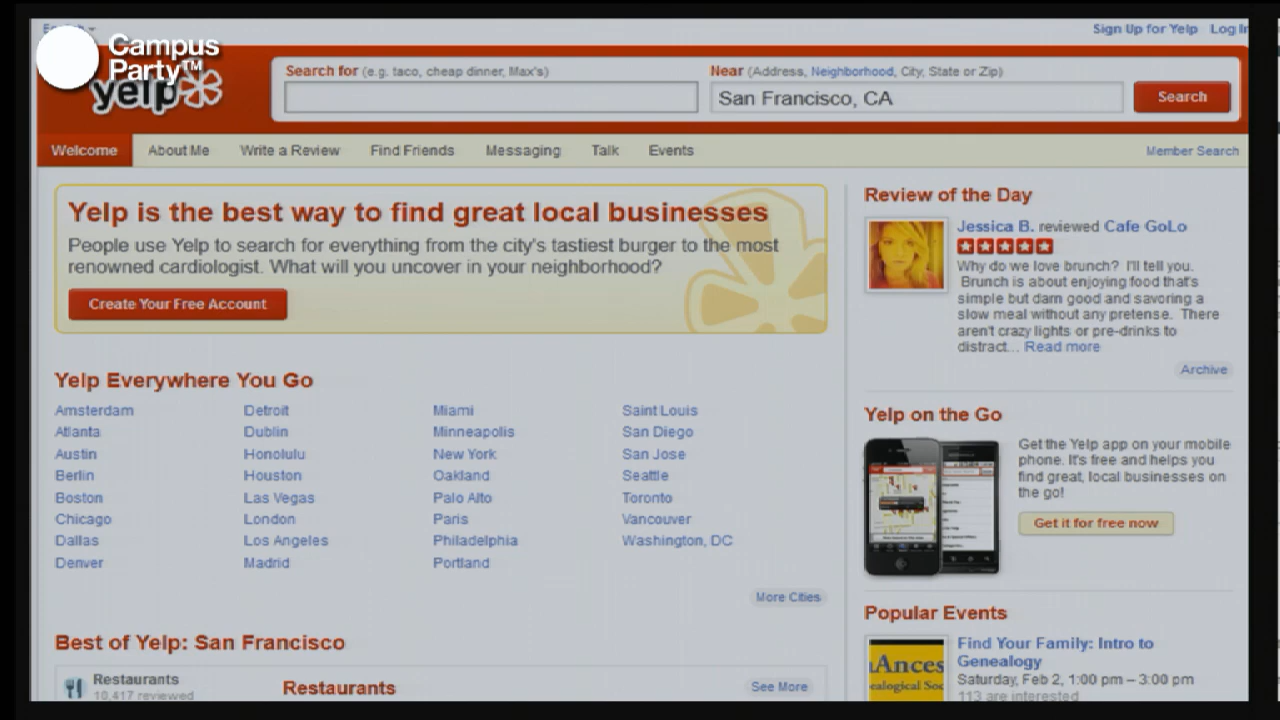 Campus
Party™
yelp
Sign Up for Yelp Log In
Search for (e.g. taco, cheap dinner, Max's)
Near (Address, Neighborhood, City, State or Zip)
San Francisco, CA
Search
Welcome
About Me
Write a Review
Find Friends
Messaging
Talk
Events
Member Search
Yelp is the best way to find great local businesses
People use Yelp to search for everything from the city's tastiest burger to the most
renowned cardiologist. What will you uncover in your neighborhood?
Create Your Free Account
Yelp Everywhere You Go
Amsterdam
Atlanta
Austin
Berlin
Boston
Chicago
Dallas
Denver
Detroit
Dublin
Honolulu
Houston
Las Vegas
London
Los Angeles
Madrid
Miami
Minneapolis
New York
Oakland
Palo Alto
Paris
Philadelphia
Portland
Saint Louis
San Diego
San Jose
Seattle
Toronto
Vancouver
Washington, DC
More Cities
Best of Yelp: San Francisco
Restaurants
10,417 reviewed
Restaurants
See More
Review of the Day
Jessica B. reviewed Cafe GoLo
Why do we love brunch? I'll tell you.
Brunch is about enjoying food that's
simple but darn good and savoring a
slow meal without any pretense. There
aren't crazy lights or pre-drinks to
distract... Read more
Archive
Yelp on the Go
Get the Yelp app on your mobile
phone. It's free and helps you
find great, local businesses on
the go!
Get it for free now
Popular Events
Find Your Family: Intro to
Genealogy
Saturday, Feb 2, 1:00 pm – 3:00 pm
113 are interested